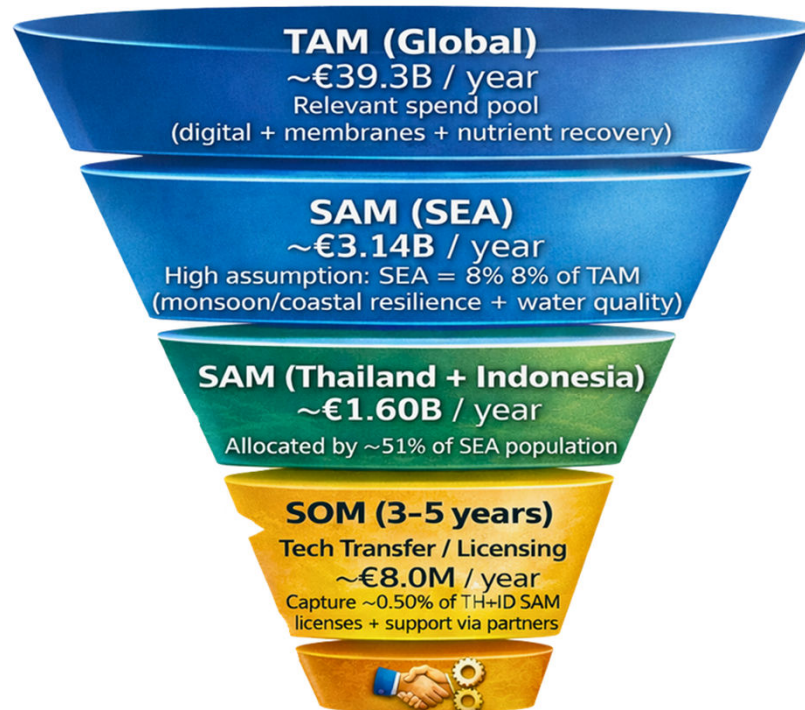 TAM (Global)
~€39.3B / year
Relevant spend pool
(digital + membranes + nutrient recovery)
SAM (SEA)
~€3.14B / year
High assumption: SEA = 8% 8% of TAM
(monsoon/coastal resilience + water quality)
SAM (Thailand + Indonesia)
~€1.60B / year
Allocated by ~51% of SEA population
SOM (3–5 years)
Tech Transfer / Licensing
~€8.0M / year
Capture ~0.50% of TH+ID SAM
licenses + support via partners